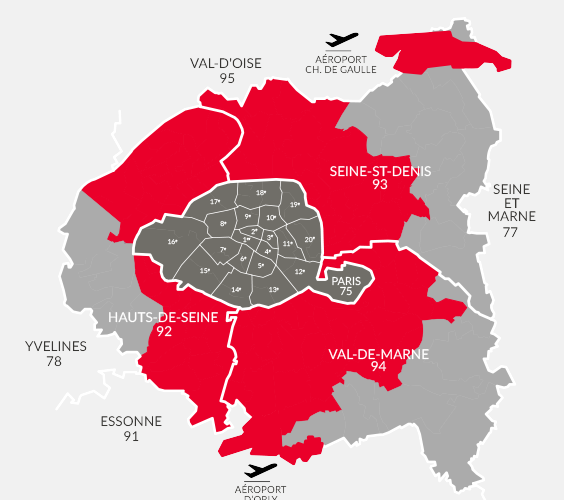 AÉROPORT
CH. DE GAULLE
VAL-D'OISE
95
SEINE-ST-DENIS
93
SEINE
ET
MARNE
77
18e
17e
19e
9e
10e
8e
2e
3e
1er
16e
11e
20e
7e
4e
6e
5e
15e
12e
14e
13e
PARIS
75
HAUTS-DE-SEINE
92
YVELINES
78
VAL-DE-MARNE
94
ESSONNE
91
AÉROPORT
D'ORLY